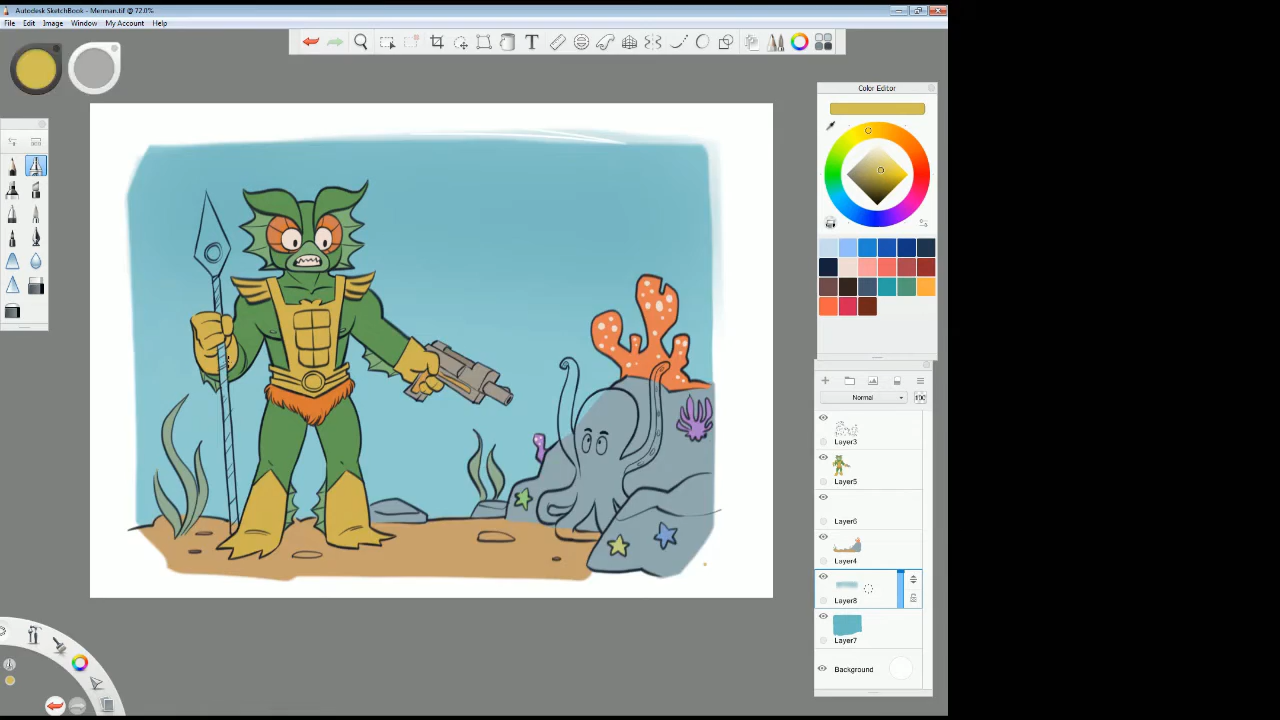 Autodesk SketchBook - Merman.tif @ 72.0%
File Edit Image Window My Account Help
Color Editor
Normal
100
Layer3
Layer5
Layer6
Layer4
Layer8
Layer7
Background